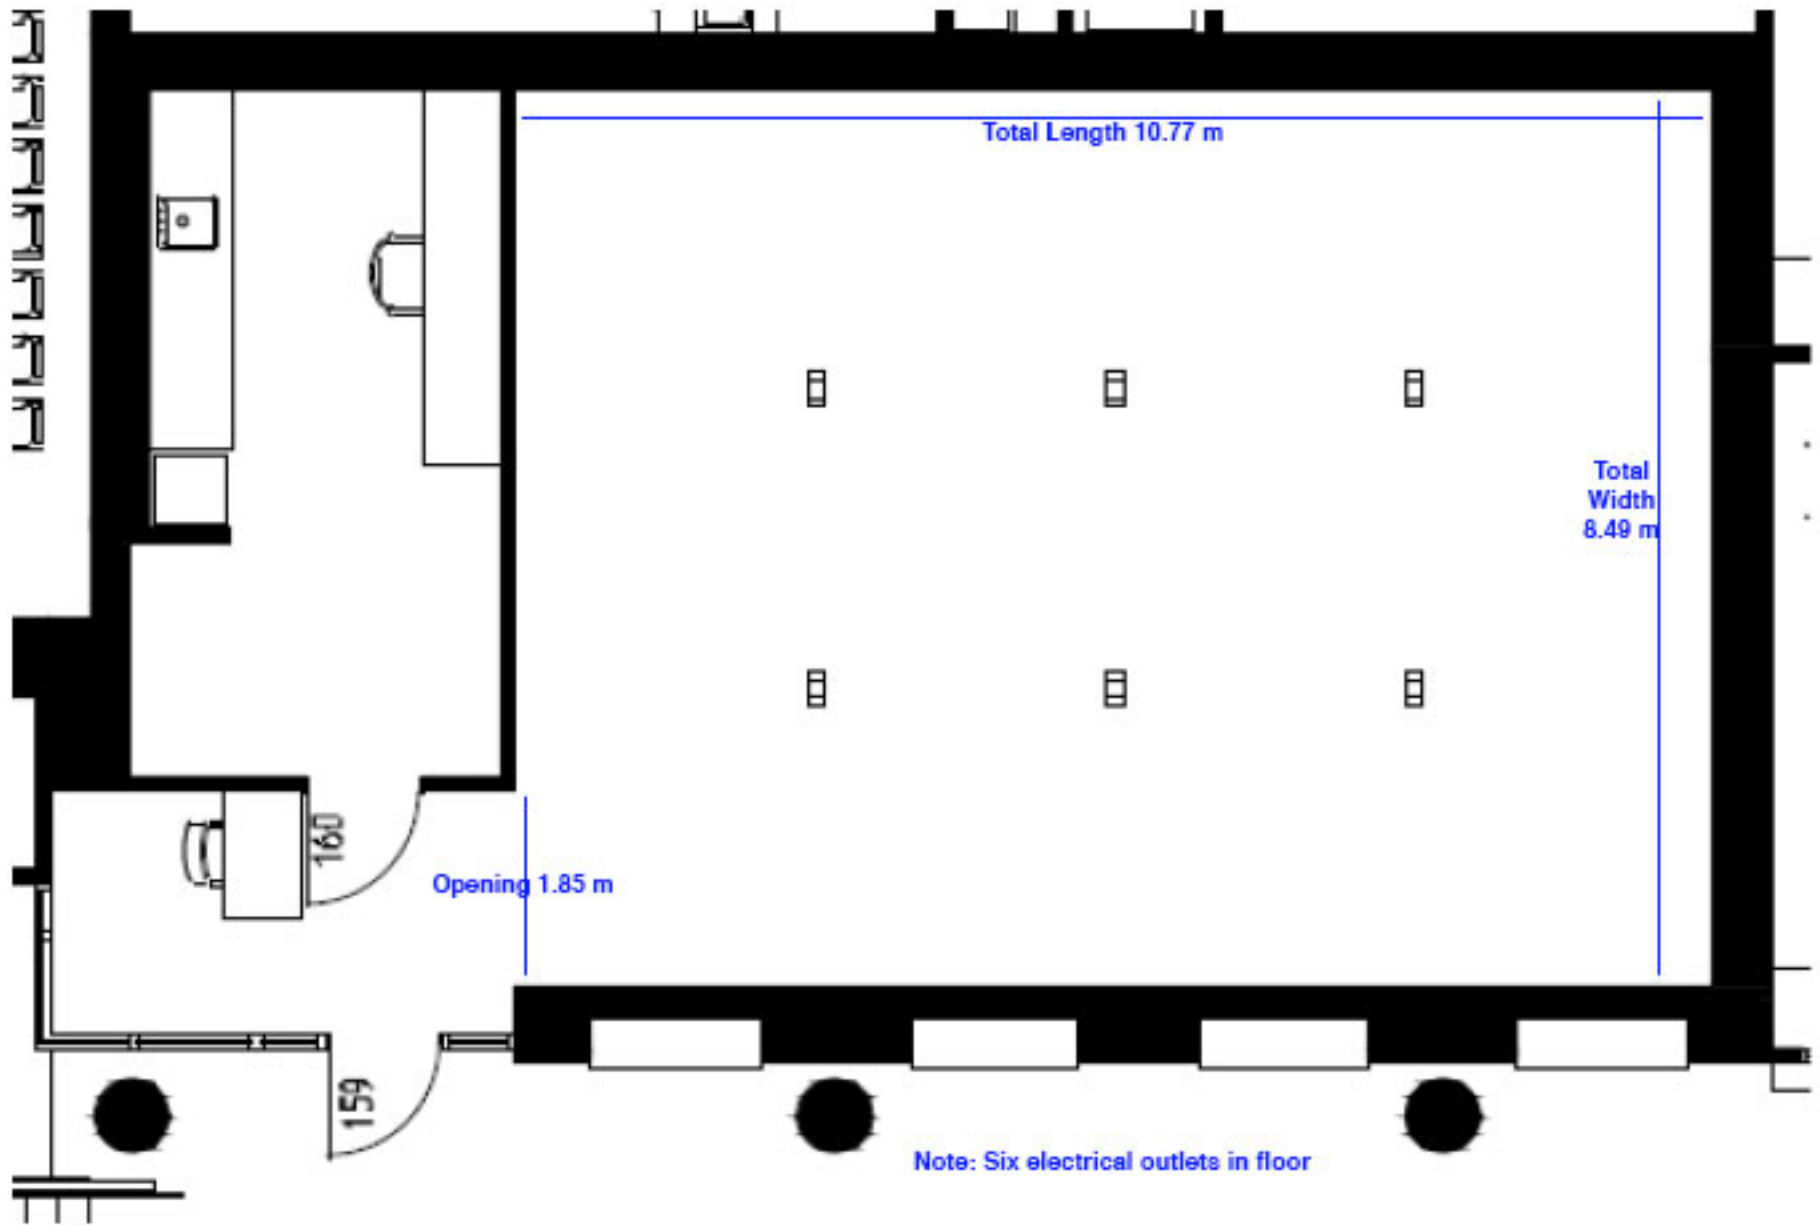 Total Length 10.77 m
Total
Width
8.49 m
160
Opening 1.85 m
159
Note: Six electrical outlets in floor